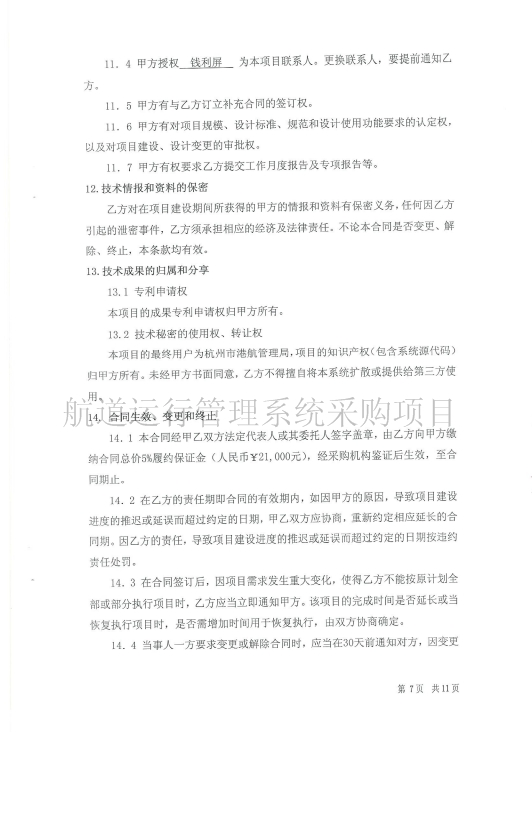 11.4 甲方授权 钱利屏 为本项目联系人。更换联系人，要提前通知乙
方。
11.5 甲方有与乙方订立补充合同的签订权。
11.6 甲方有对项目规模、设计标准、规范和设计使用功能要求的认定权，
以及对项目建设、设计变更的审批权。
11.7 甲方有权要求乙方提交工作月度报告及专项报告等。
12.技术情报和资料的保密
乙方对在项目建设期间所获得的甲方的情报和资料有保密义务，任何因乙方
引起的泄密事件，乙方须承担相应的经济及法律责任。不论本合同是否变更、解
除、终止，本条款均有效。
13.技术成果的归属和分享
13.1 专利申请权
本项目的成果专利申请权归甲方所有。
13.2 技术秘密的使用权、转让权
本项目的最终用户为杭州市港航管理局，项目的知识产权（包含系统源代码）
归甲方所有。未经甲方书面同意，乙方不得擅自将本系统扩散或提供给第三方使
用。
航道运行管理系统采购项目
14. 合同生效、变更和终止
14.1 本合同经甲乙双方法定代表人或其委托人签字盖章，由乙方向甲方缴
纳合同总价5%履约保证金（人民币￥21,000元），经采购机构鉴证后生效，至合
同期止。
14.2 在乙方的责任期即合同的有效期内，如因甲方的原因，导致项目建设
进度的推迟或延误而超过约定的日期，甲乙双方应协商，重新约定相应延长的合
同期。因乙方的责任，导致项目建设进度的推迟或延误而超过约定的日期按违约
责任处罚。
14.3 在合同签订后，因项目需求发生重大变化，使得乙方不能按原计划全
部或部分执行项目时，乙方应当立即通知甲方。该项目的完成时间是否延长或当
恢复执行项目时，是否需增加时间用于恢复执行，由双方协商确定。
14.4 当事人一方要求变更或解除合同时，应当在30天前通知对方，因变更
第 7页 共11页